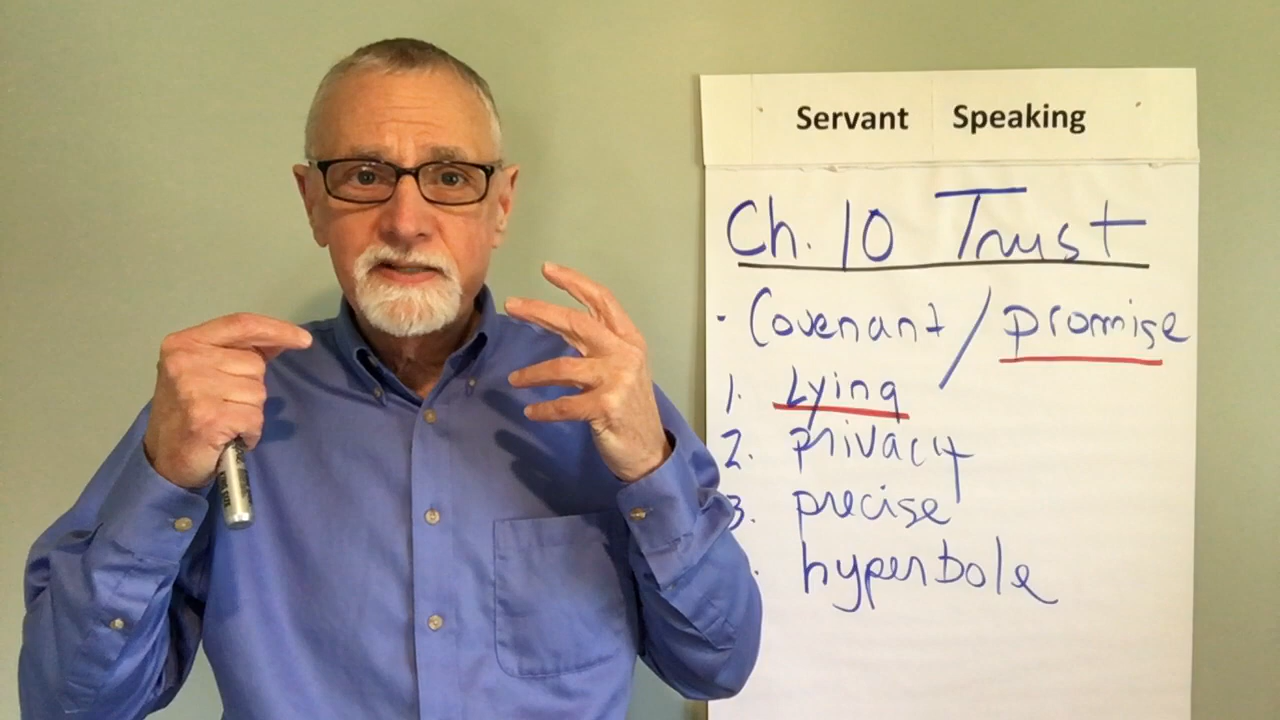 Servant Speaking
Ch. 10 Trust
· Covenant / promise
1. Lying
2. privacy
3. precise
. hyperbole